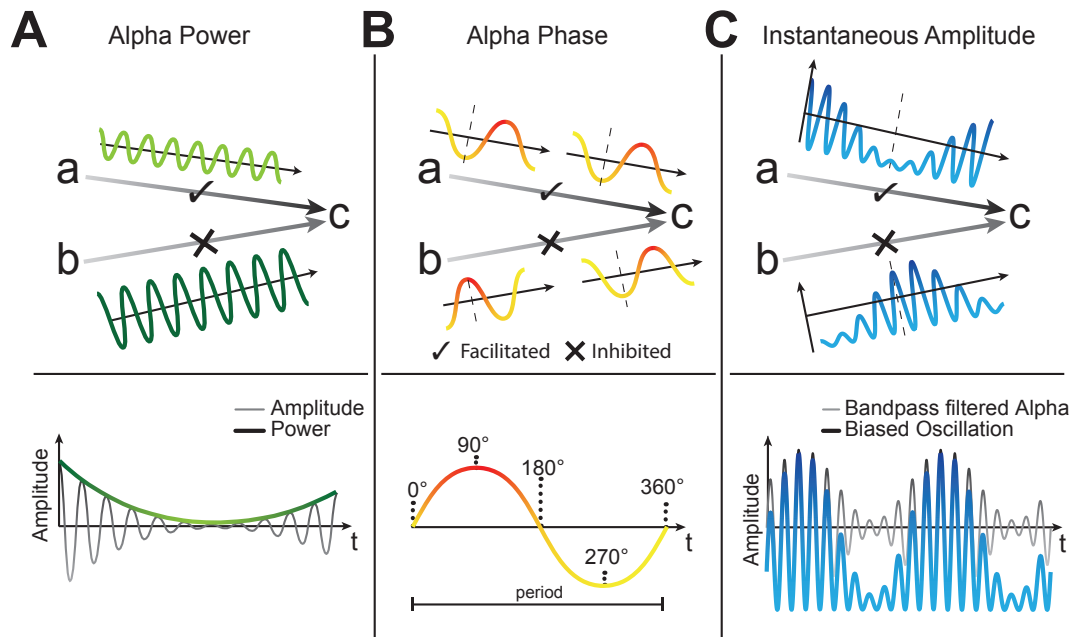 A
Alpha Power
a
b
c
✓
✕
Amplitude
Power
Amplitude
t
B
Alpha Phase
a
b
c
✓
✕
✓ Facilitated ✕ Inhibited
0°
90°
180°
270°
360°
t
period
C
Instantaneous Amplitude
a
b
c
✓
✕
Bandpass filtered Alpha
Biased Oscillation
Amplitude
t